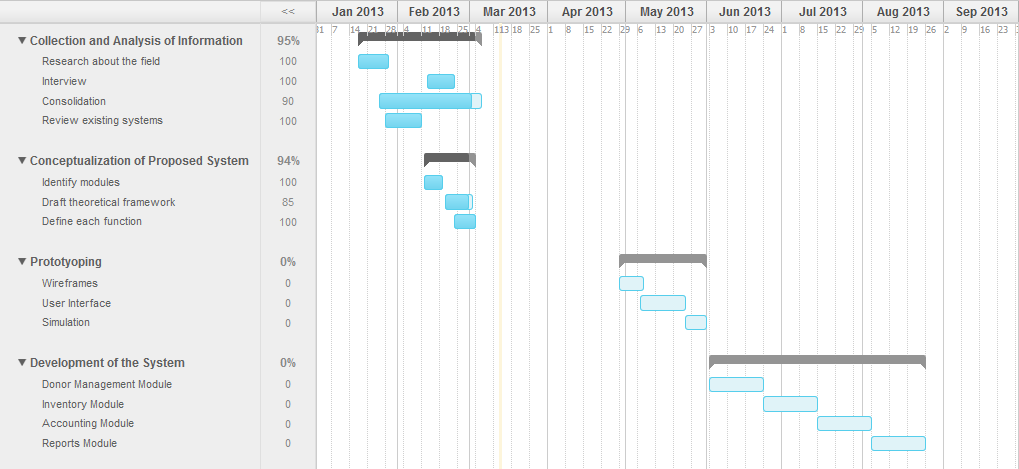 << Jan 2013 Feb 2013 Mar 2013 Apr 2013 May 2013 Jun 2013 Jul 2013 Aug 2013 Sep 2013
31 7 14 21 28 4 11 18 25 4 11 13 25 1 8 15 22 29 6 13 20 27 3 10 17 24 1 8 15 22 29 5 12 19 26 2 9 16 23
Collection and Analysis of Information 95%
Research about the field 100
Interview 100
Consolidation 90
Review existing systems 100
Conceptualization of Proposed System 94%
Identify modules 100
Draft theoretical framework 85
Define each function 100
Prototyoping 0%
Wireframes 0
User Interface 0
Simulation 0
Development of the System 0%
Donor Management Module 0
Inventory Module 0
Accounting Module 0
Reports Module 0